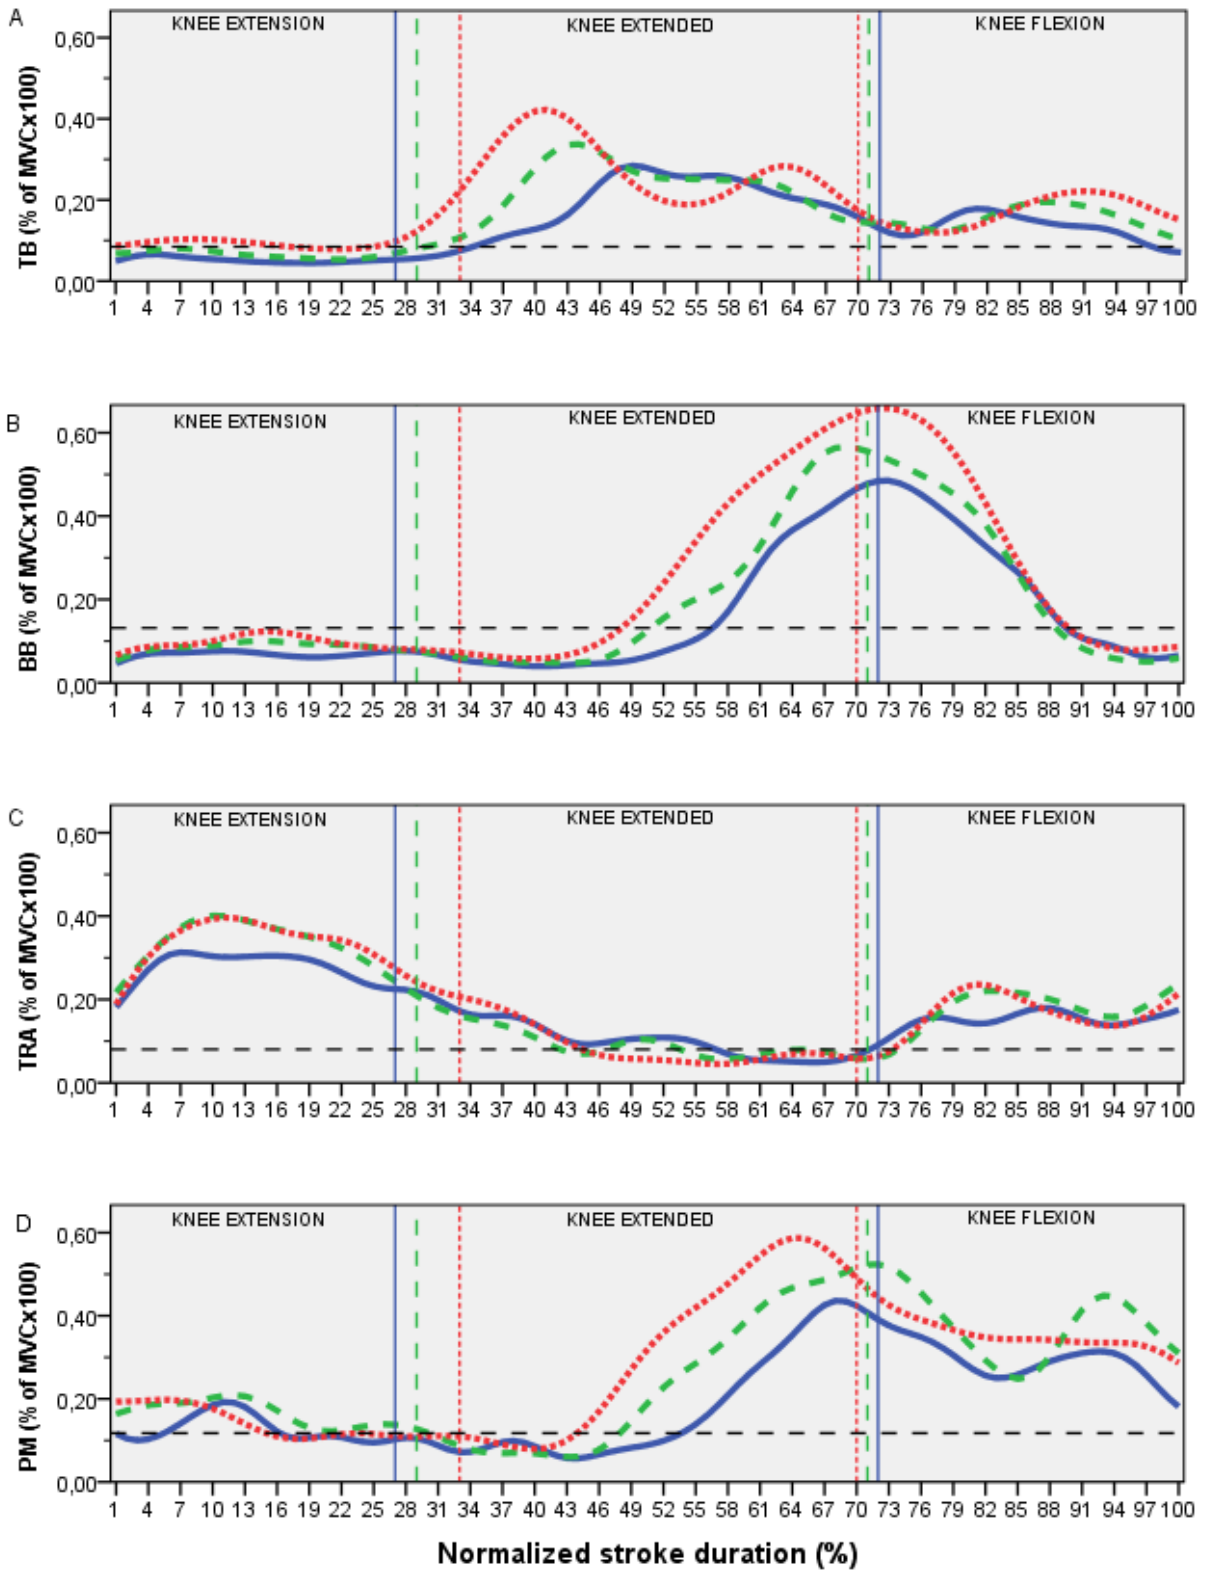 A
KNEE EXTENSION KNEE EXTENDED KNEE FLEXION
TB (% of MVCx100)
0,60
0,40
0,20
0,00
1 4 7 10 13 16 19 22 25 28 31 34 37 40 43 46 49 52 55 58 61 64 67 70 73 76 79 82 85 88 91 94 97 100
B
KNEE EXTENSION KNEE EXTENDED KNEE FLEXION
BB (% of MVCx100)
0,60
0,40
0,20
0,00
1 4 7 10 13 16 19 22 25 28 31 34 37 40 43 46 49 52 55 58 61 64 67 70 73 76 79 82 85 88 91 94 97 100
C
KNEE EXTENSION KNEE EXTENDED KNEE FLEXION
TRA (% of MVCx100)
0,60
0,40
0,20
0,00
1 4 7 10 13 16 19 22 25 28 31 34 37 40 43 46 49 52 55 58 61 64 67 70 73 76 79 82 85 88 91 94 97 100
D
KNEE EXTENSION KNEE EXTENDED KNEE FLEXION
PM (% of MVCx100)
0,60
0,40
0,20
0,00
1 4 7 10 13 16 19 22 25 28 31 34 37 40 43 46 49 52 55 58 61 64 67 70 73 76 79 82 85 88 91 94 97 100
Normalized stroke duration (%)